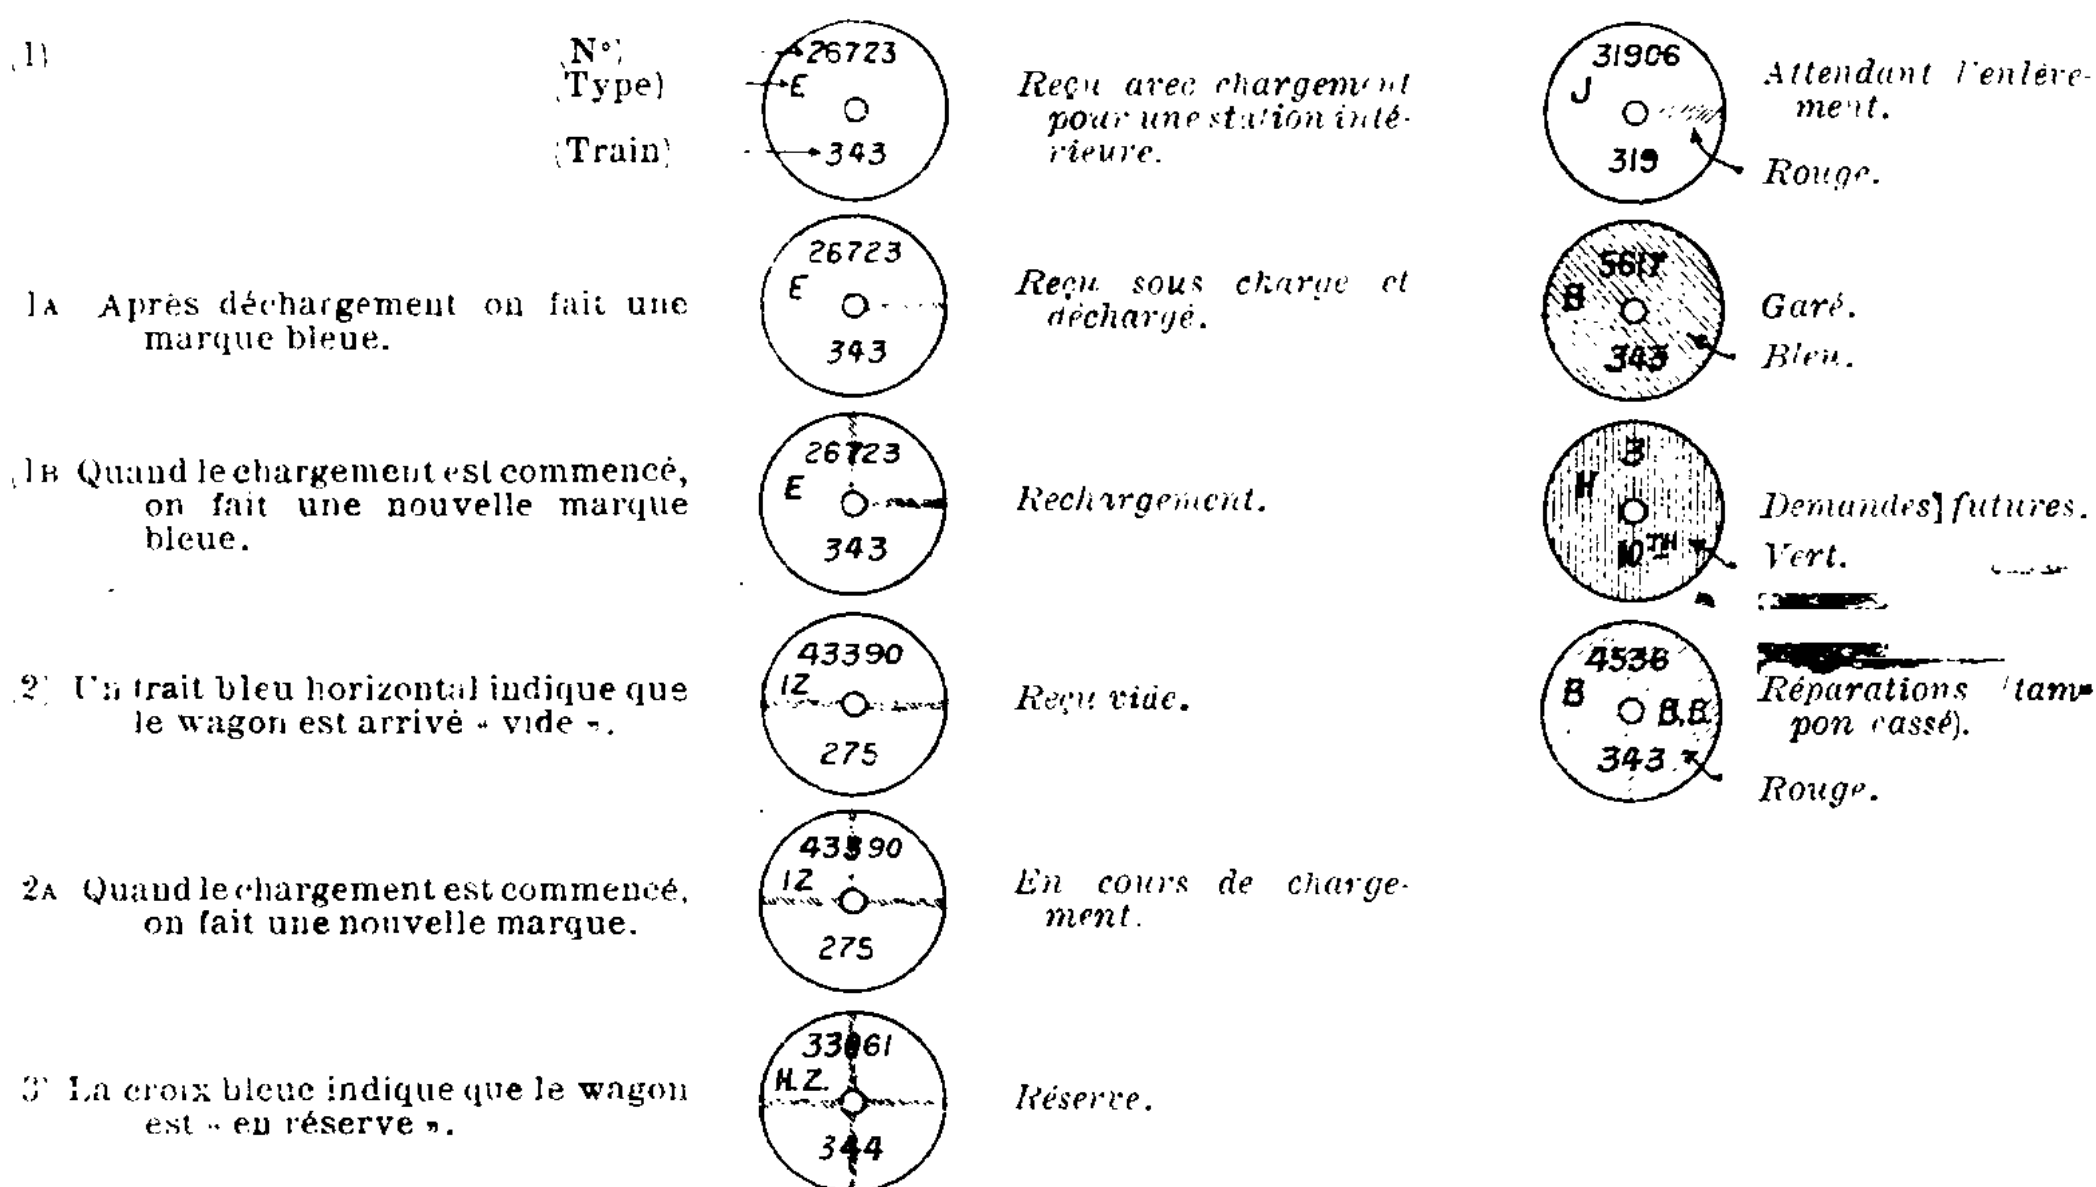 1)
(N°)
(Type)
(Train)
26723
E
343
Reçu avec chargement
pour une station inté-
rieure.
31906
J
319
Attendant l'enlève-
ment.
Rouge.
1A Après déchargement on fait une
marque bleue.
26723
E
343
Reçu sous charge et
déchargé.
5617
B
343
Garé.
Bleu.
1B Quand le chargement est commencé,
on fait une nouvelle marque
bleue.
26723
E
343
Rechargement.
H
10TH
Demandes] futures.
Vert.
2) Un trait bleu horizontal indique que
le wagon est arrivé « vide ».
43390
IZ
275
Reçu vide.
4536
B
B.B.
343
Réparations (tam-
pon cassé).
Rouge.
2A Quand le chargement est commencé,
on fait une nouvelle marque.
43390
IZ
275
En cours de charge-
ment.
3) La croix bleue indique que le wagon
est « en réserve ».
H.Z.
344
Réserve.